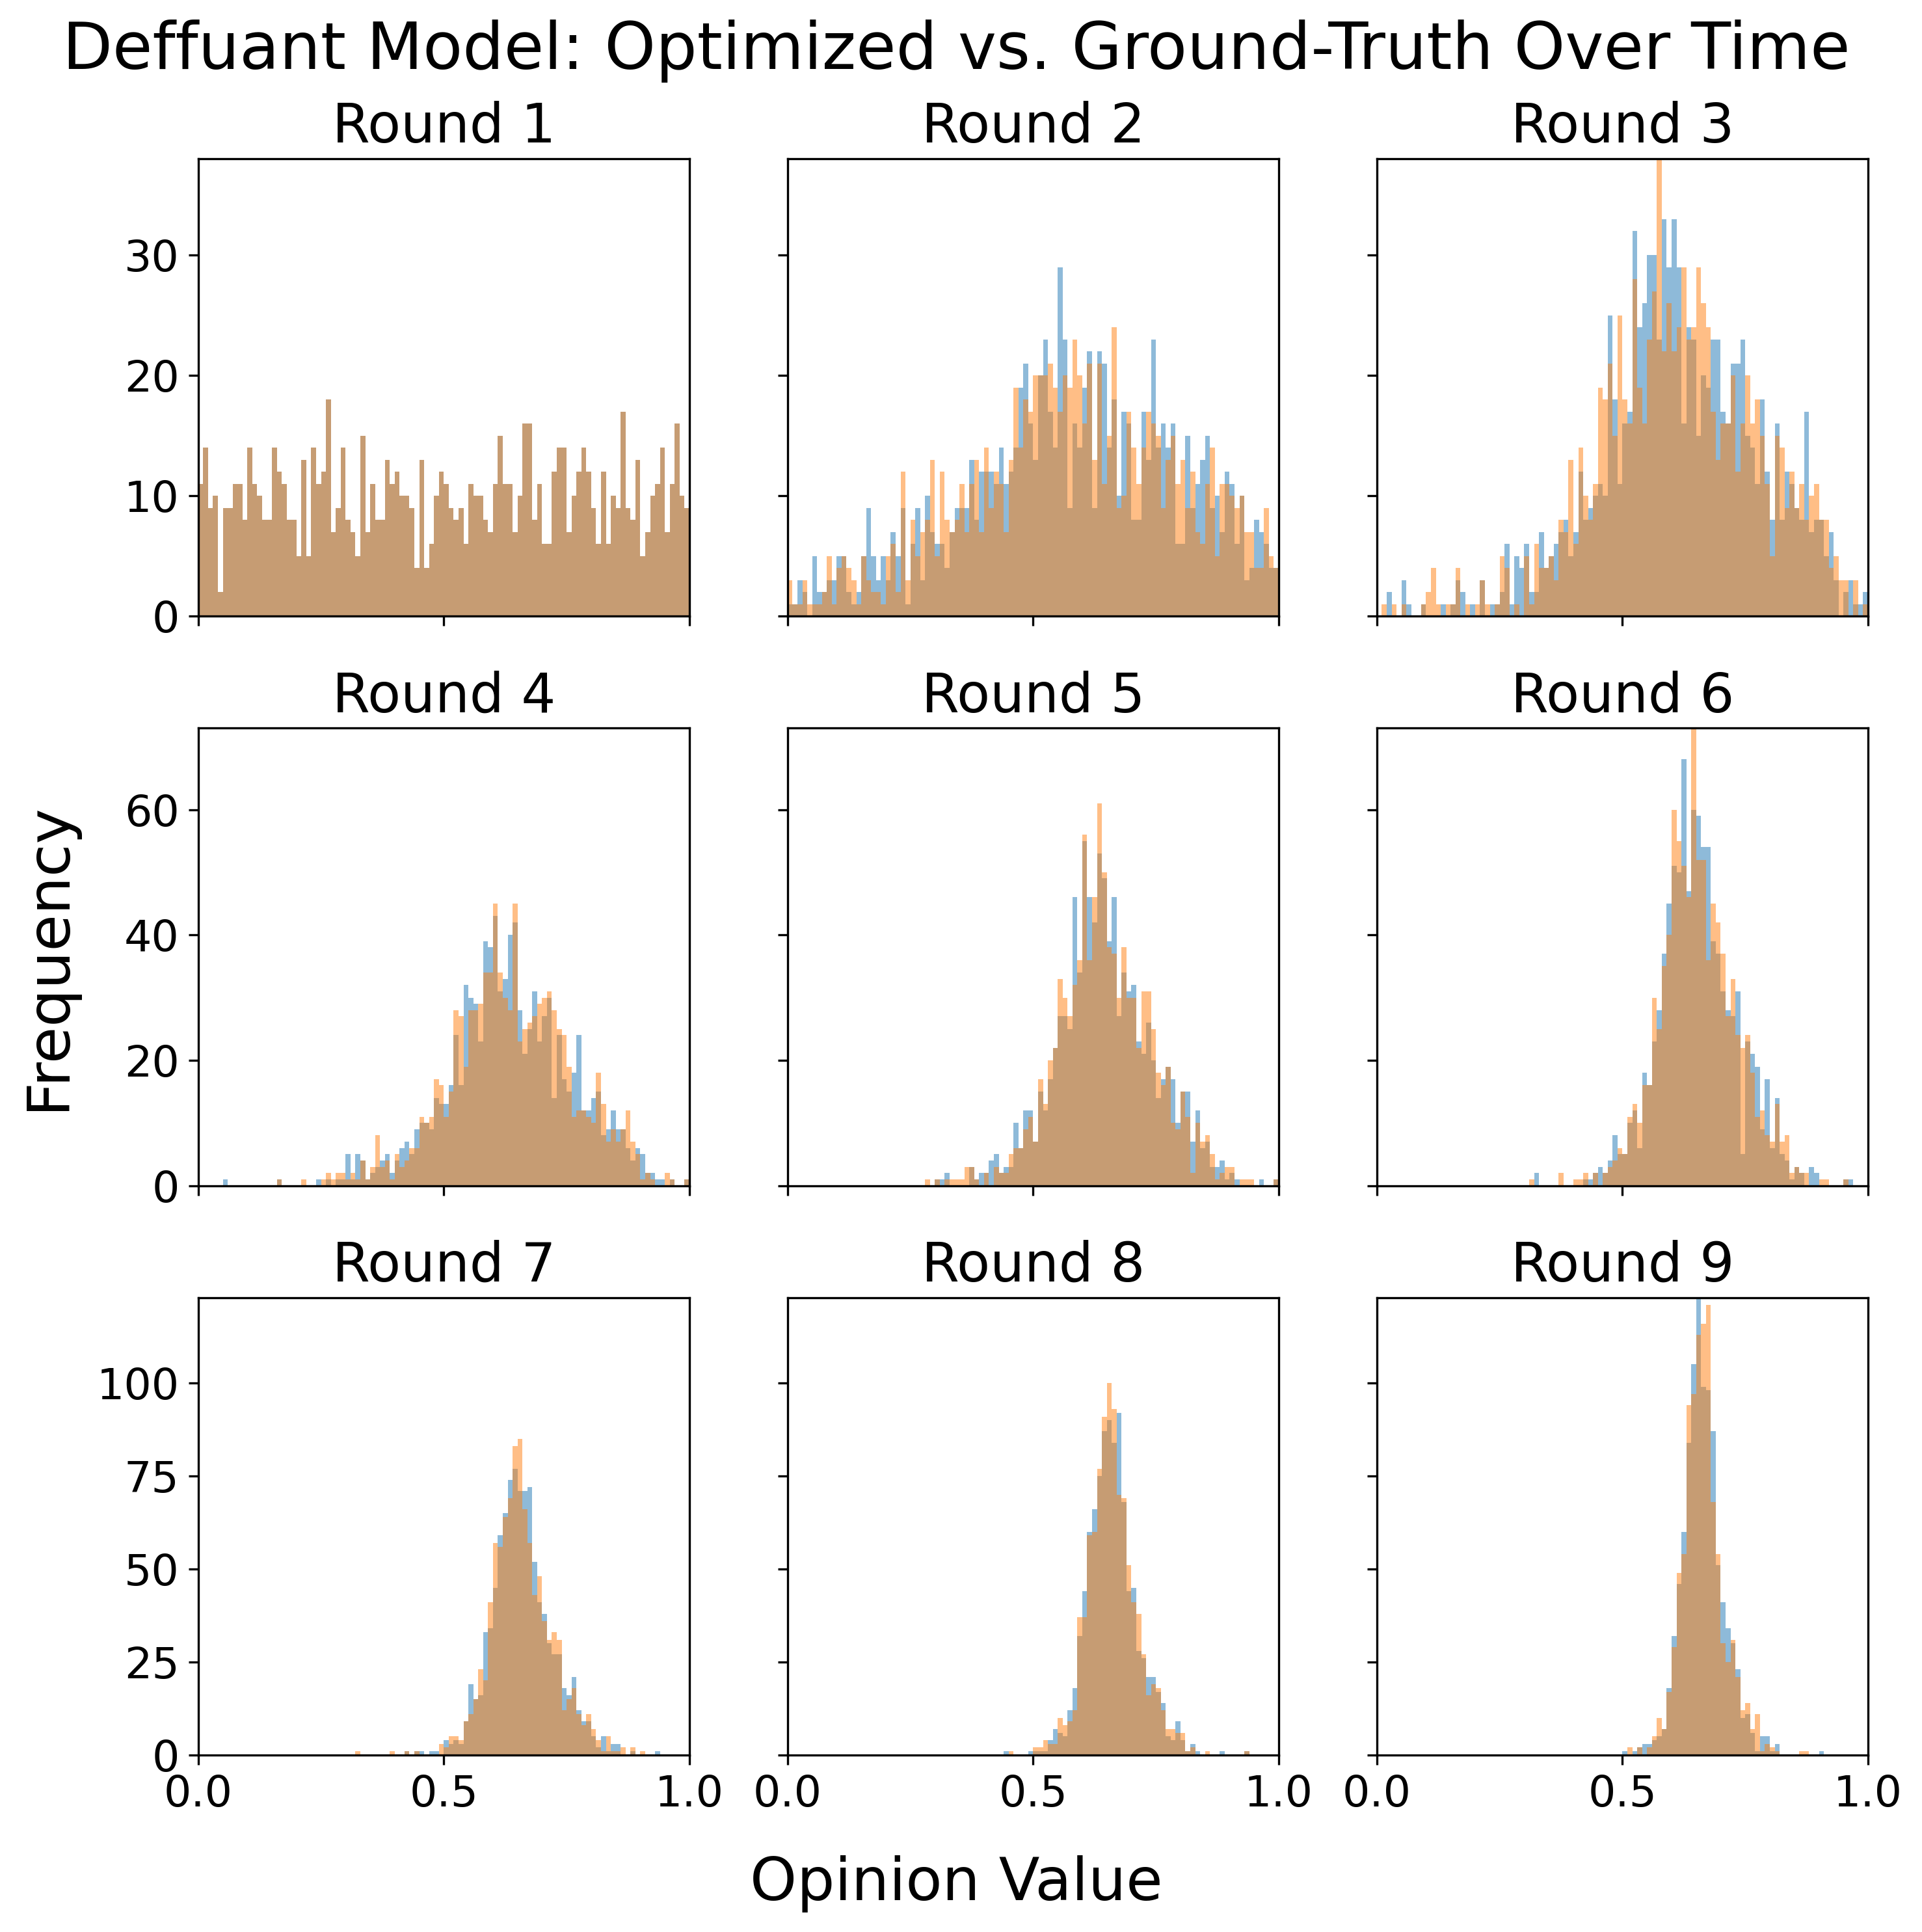 Deffuant Model: Optimized vs. Ground-Truth Over Time
Round 1
Round 2
Round 3
30
20
10
0
Round 4
Round 5
Round 6
60
40
20
0
Frequency
Round 7
Round 8
Round 9
100
75
50
25
0
0.0 0.5 1.0 0.0 0.5 1.0 0.0 0.5 1.0
Opinion Value